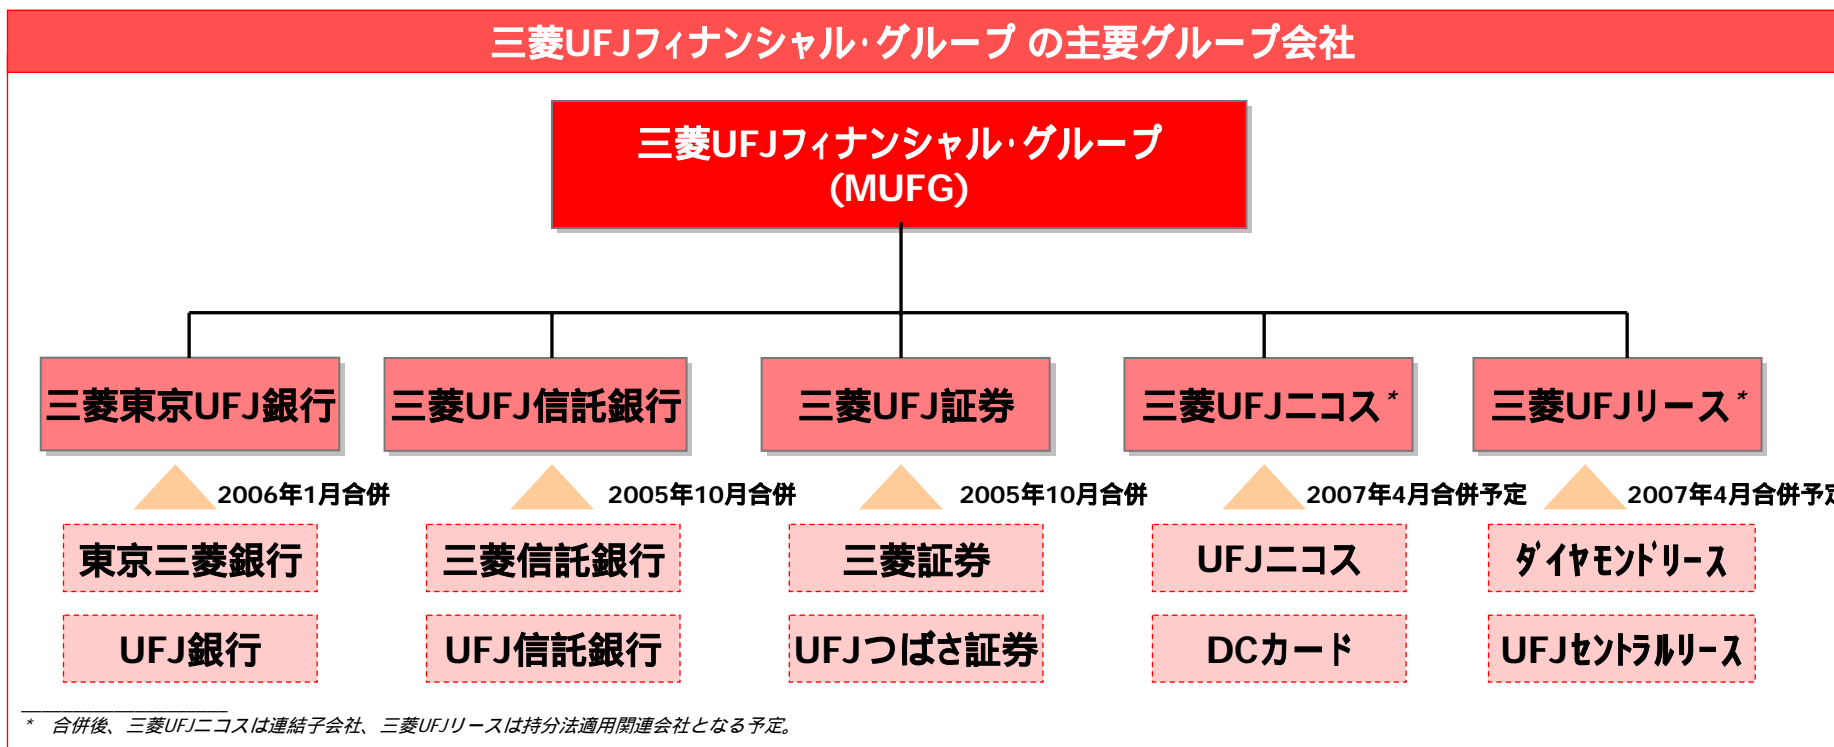 三菱UFJフィナンシャル・グループ の主要グループ会社
三菱UFJフィナンシャル・グループ
(MUFG)
三菱東京UFJ銀行
三菱UFJ信託銀行
三菱UFJ証券
三菱UFJニコス*
三菱UFJリース*
2006年1月合併
2005年10月合併
2005年10月合併
2007年4月合併予定
2007年4月合併予定
東京三菱銀行
三菱信託銀行
三菱証券
UFJニコス
ダイヤモンドリース
UFJ銀行
UFJ信託銀行
UFJつばさ証券
DCカード
UFJセントラルリース
* 合併後、三菱UFJニコスは連結子会社、三菱UFJリースは持分法適用関連会社となる予定。